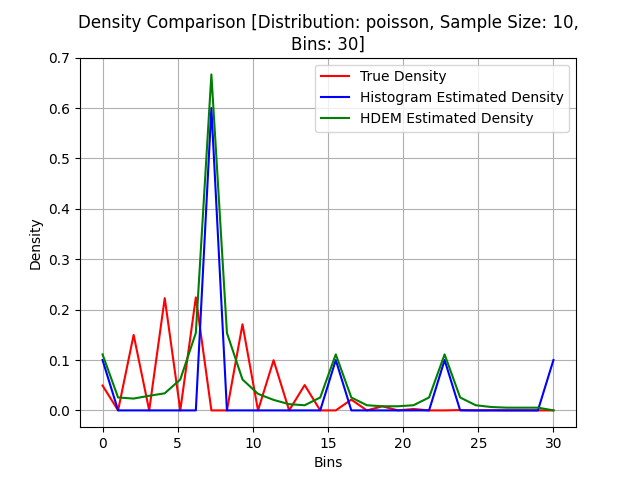 Density Comparison [Distribution: poisson, Sample Size: 10,
Bins: 30]
True Density
Histogram Estimated Density
HDEM Estimated Density
Density
0.7
0.6
0.5
0.4
0.3
0.2
0.1
0.0
0 5 10 15 20 25 30
Bins